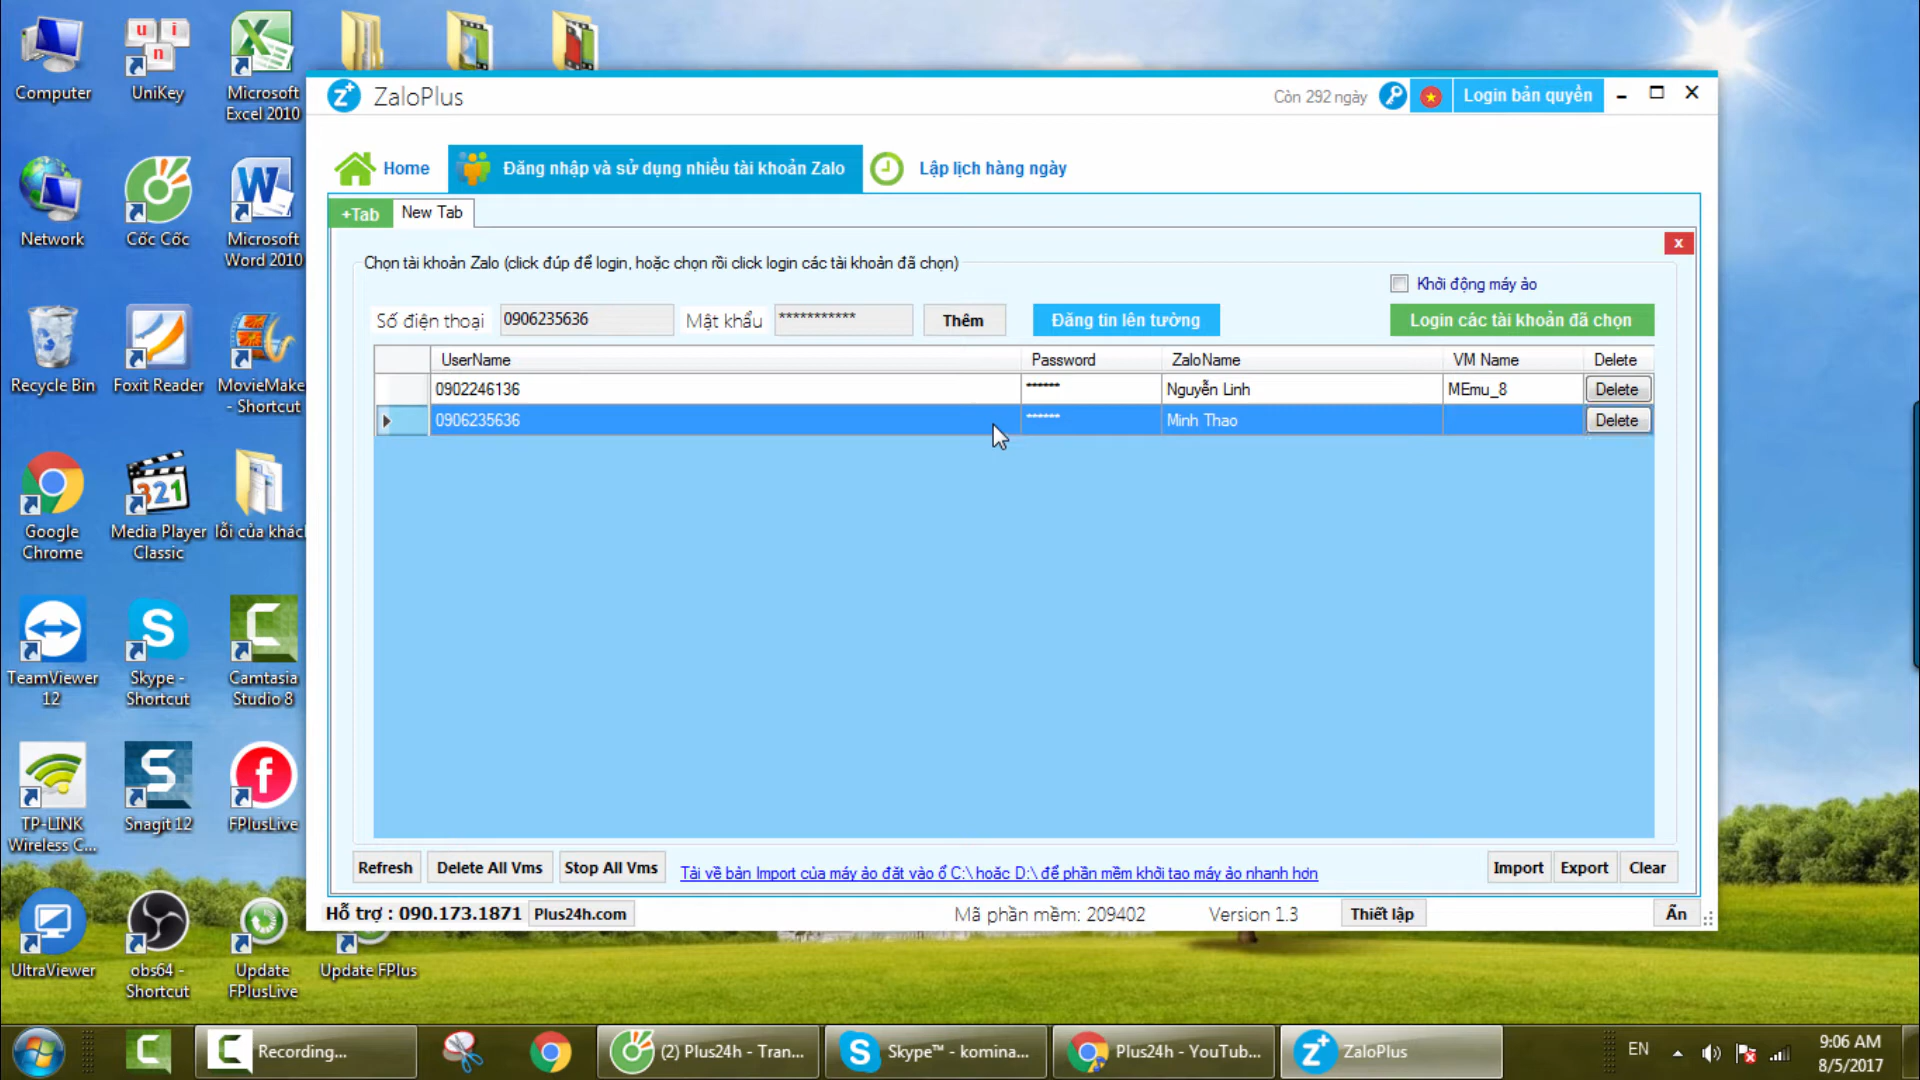 Computer
UniKey
Microsoft
Excel 2010
Network
Cốc Cốc
Microsoft
Word 2010
Recycle Bin
Foxit Reader
MovieMake
- Shortcut
Google
Chrome
Media Player
Classic
lỗi của khác
TeamViewer
12
Skype -
Shortcut
Camtasia
Studio 8
TP-LINK
Wireless C...
Snagit 12
FPlusLive
UltraViewer
obs64 -
Shortcut
Update
FPlusLive
Update FPlus
ZaloPlus
Còn 292 ngày
Login bản quyền
Home
Đăng nhập và sử dụng nhiều tài khoản Zalo
Lập lịch hàng ngày
+Tab
New Tab
x
Chọn tài khoản Zalo (click đúp để login, hoặc chọn rồi click login các tài khoản đã chọn)
Khởi động máy ảo
Số điện thoại
0906235636
Mật khẩu
***********
Thêm
Đăng tin lên tường
Login các tài khoản đã chọn
UserName Password ZaloName VM Name Delete
0902246136 ****** Nguyễn Linh MEmu_8 Delete
0906235636 ****** Minh Thao Delete
Refresh
Delete All Vms
Stop All Vms
Tải về bản Import của máy ảo đặt vào ổ C:\ hoặc D:\ để phần mềm khởi tạo máy ảo nhanh hơn
Import
Export
Clear
Hỗ trợ : 090.173.1871
Plus24h.com
Mã phần mềm: 209402
Version 1.3
Thiết lập
Ẩn
Recording...
(2) Plus24h - Tran...
Skype™ - komina...
Plus24h - YouTub...
ZaloPlus
EN
9:06 AM
8/5/2017